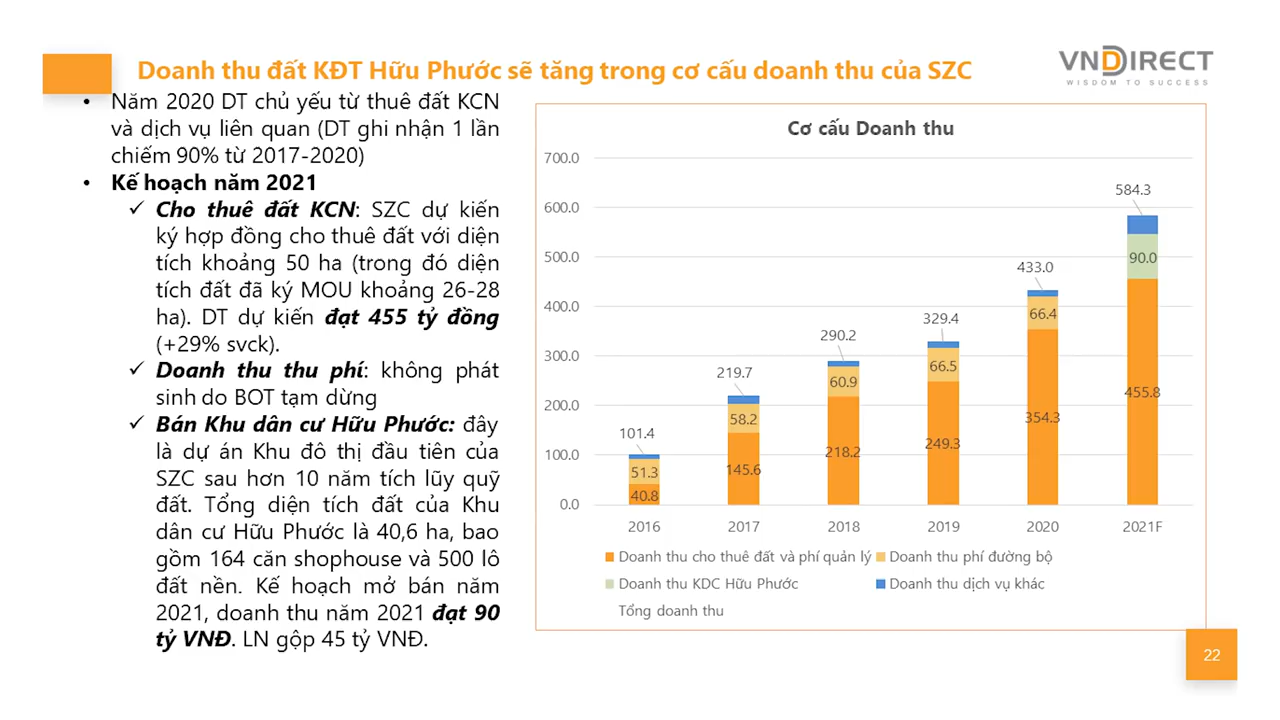 Doanh thu đất KĐT Hữu Phước sẽ tăng trong cơ cấu doanh thu của SZC
VNDIRECT
WISDOM TO SUCCESS
• Năm 2020 DT chủ yếu từ thuê đất KCN
và dịch vụ liên quan (DT ghi nhận 1 lần
chiếm 90% từ 2017-2020)
• Kế hoạch năm 2021
✓ Cho thuê đất KCN: SZC dự kiến
ký hợp đồng cho thuê đất với diện
tích khoảng 50 ha (trong đó diện
tích đất đã ký MOU khoảng 26-28
ha). DT dự kiến đạt 455 tỷ đồng
(+29% svck).
✓ Doanh thu thu phí: không phát
sinh do BOT tạm dừng
✓ Bán Khu dân cư Hữu Phước: đây
là dự án Khu đô thị đầu tiên của
SZC sau hơn 10 năm tích lũy quỹ
đất. Tổng diện tích đất của Khu
dân cư Hữu Phước là 40,6 ha, bao
gồm 164 căn shophouse và 500 lô
đất nền. Kế hoạch mở bán năm
2021, doanh thu năm 2021 đạt 90
tỷ VNĐ. LN gộp 45 tỷ VNĐ.
Cơ cấu Doanh thu
700.0
600.0
500.0
400.0
300.0
200.0
100.0
0.0
101.4
51.3
40.8
219.7
58.2
145.6
290.2
60.9
218.2
329.4
66.5
249.3
433.0
66.4
354.3
584.3
90.0
455.8
2016 2017 2018 2019 2020 2021F
Doanh thu cho thuê đất và phí quản lý Doanh thu phí đường bộ
Doanh thu KDC Hữu Phước Doanh thu dịch vụ khác
Tổng doanh thu
22